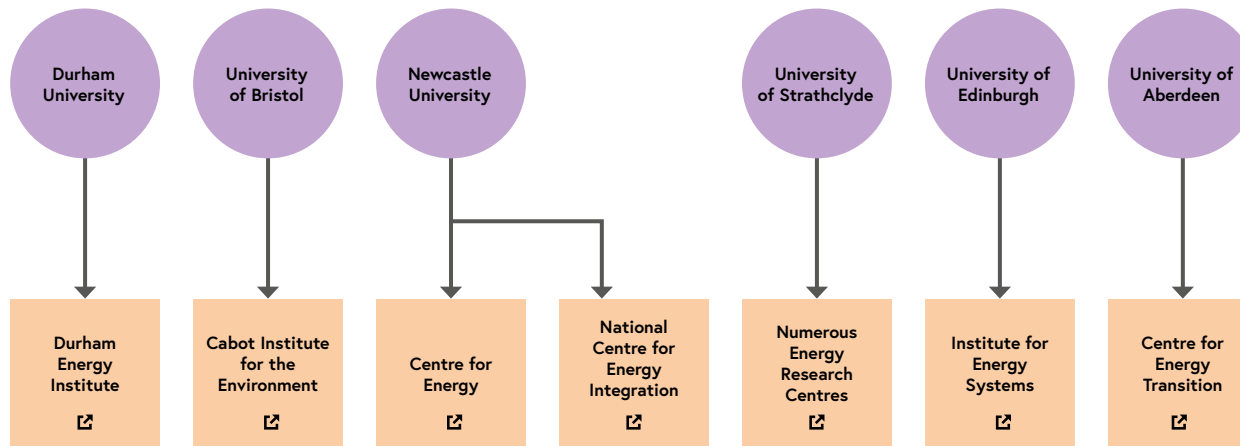 Durham
University
University
of Bristol
Newcastle
University
University
of Strathclyde
University of
Edinburgh
University of
Aberdeen
Durham
Energy
Institute
Cabot Institute
for the
Environment
Centre for
Energy
National
Centre for
Energy
Integration
Numerous
Energy
Research
Centres
Institute for
Energy
Systems
Centre for
Energy
Transition